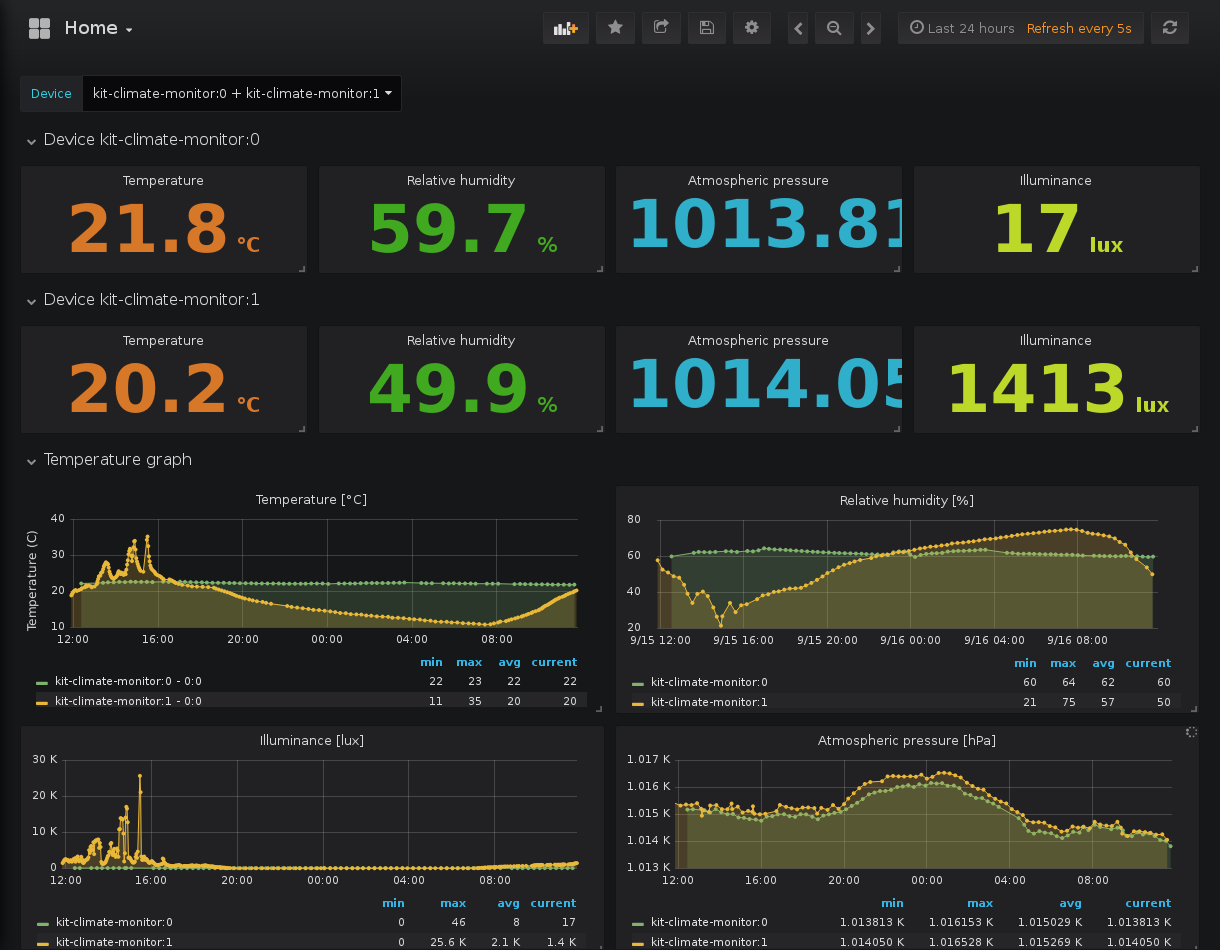 Home
Last 24 hours Refresh every 5s
Device kit-climate-monitor:0 + kit-climate-monitor:1
Device kit-climate-monitor:0
Temperature Relative humidity Atmospheric pressure Illuminance
21.8 °C 59.7 % 1013.81 17 lux
Device kit-climate-monitor:1
Temperature Relative humidity Atmospheric pressure Illuminance
20.2 °C 49.9 % 1014.05 1413 lux
Temperature graph
Temperature [°C]
Temperature (C)
40
30
20
10
12:00 16:00 20:00 00:00 04:00 08:00
min max avg current
kit-climate-monitor:0 - 0:0 22 23 22 22
kit-climate-monitor:1 - 0:0 11 35 20 20
Relative humidity [%]
80
60
40
20
9/15 12:00 9/15 16:00 9/15 20:00 9/16 00:00 9/16 04:00 9/16 08:00
min max avg current
kit-climate-monitor:0 60 64 62 60
kit-climate-monitor:1 21 75 57 50
Illuminance [lux]
30 K
20 K
10 K
0
12:00 16:00 20:00 00:00 04:00 08:00
min max avg current
kit-climate-monitor:0 0 46 8 17
kit-climate-monitor:1 0 25.6 K 2.1 K 1.4 K
Atmospheric pressure [hPa]
1.017 K
1.016 K
1.015 K
1.014 K
1.013 K
12:00 16:00 20:00 00:00 04:00 08:00
min max avg current
kit-climate-monitor:0 1.013813 K 1.016153 K 1.015029 K 1.013813 K
kit-climate-monitor:1 1.014050 K 1.016528 K 1.015269 K 1.014050 K